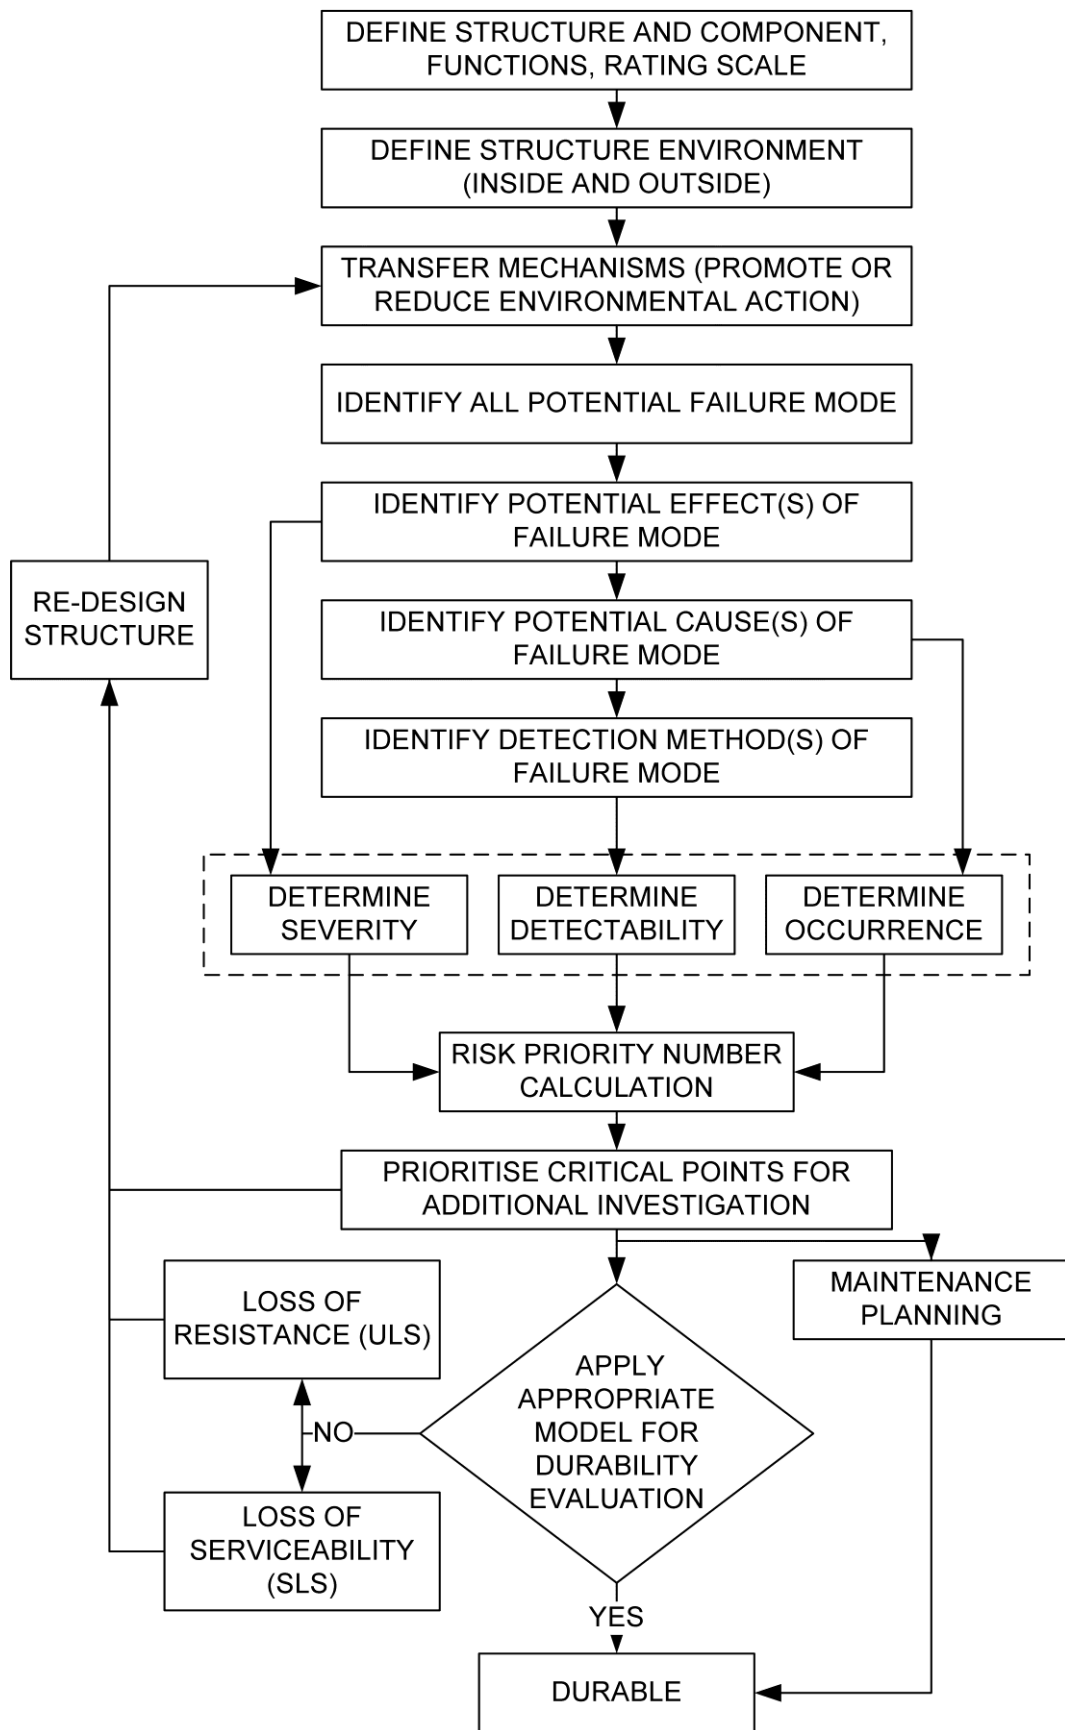 DEFINE STRUCTURE AND COMPONENT,
FUNCTIONS, RATING SCALE
DEFINE STRUCTURE ENVIRONMENT
(INSIDE AND OUTSIDE)
TRANSFER MECHANISMS (PROMOTE OR
REDUCE ENVIRONMENTAL ACTION)
IDENTIFY ALL POTENTIAL FAILURE MODE
IDENTIFY POTENTIAL EFFECT(S) OF
FAILURE MODE
RE-DESIGN
STRUCTURE
IDENTIFY POTENTIAL CAUSE(S) OF
FAILURE MODE
IDENTIFY DETECTION METHOD(S) OF
FAILURE MODE
DETERMINE
SEVERITY
DETERMINE
DETECTABILITY
DETERMINE
OCCURRENCE
RISK PRIORITY NUMBER
CALCULATION
PRIORITISE CRITICAL POINTS FOR
ADDITIONAL INVESTIGATION
LOSS OF
RESISTANCE (ULS)
MAINTENANCE
PLANNING
APPLY
APPROPRIATE
MODEL FOR
DURABILITY
EVALUATION
NO
LOSS OF
SERVICEABILITY
(SLS)
YES
DURABLE